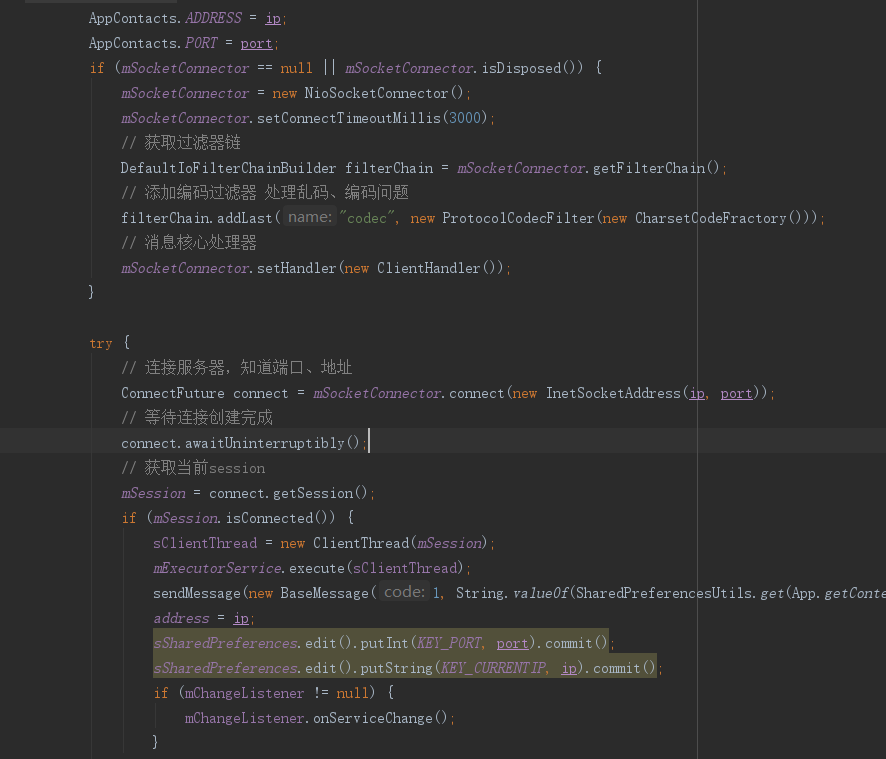 AppContacts.ADDRESS = ip;
AppContacts.PORT = port;
if (mSocketConnector == null || mSocketConnector.isDisposed()) {
mSocketConnector = new NioSocketConnector();
mSocketConnector.setConnectTimeoutMillis(3000);
// 获取过滤器链
DefaultIoFilterChainBuilder filterChain = mSocketConnector.getFilterChain();
// 添加编码过滤器 处理乱码、编码问题
filterChain.addLast( name: "codec", new ProtocolCodecFilter(new CharsetCodeFractory()));
// 消息核心处理器
mSocketConnector.setHandler(new ClientHandler());
}
try {
// 连接服务器，知道端口、地址
ConnectFuture connect = mSocketConnector.connect(new InetSocketAddress(ip, port));
// 等待连接创建完成
connect.awaitUninterruptibly();
// 获取当前session
mSession = connect.getSession();
if (mSession.isConnected()) {
sClientThread = new ClientThread(mSession);
mExecutorService.execute(sClientThread);
sendMessage(new BaseMessage( code: 1, String.valueOf(SharedPreferencesUtils.get(App.getConte
address = ip;
sSharedPreferences.edit().putInt(KEY_PORT, port).commit();
sSharedPreferences.edit().putString(KEY_CURRENTIP, ip).commit();
if (mChangeListener != null) {
mChangeListener.onServiceChange();
}